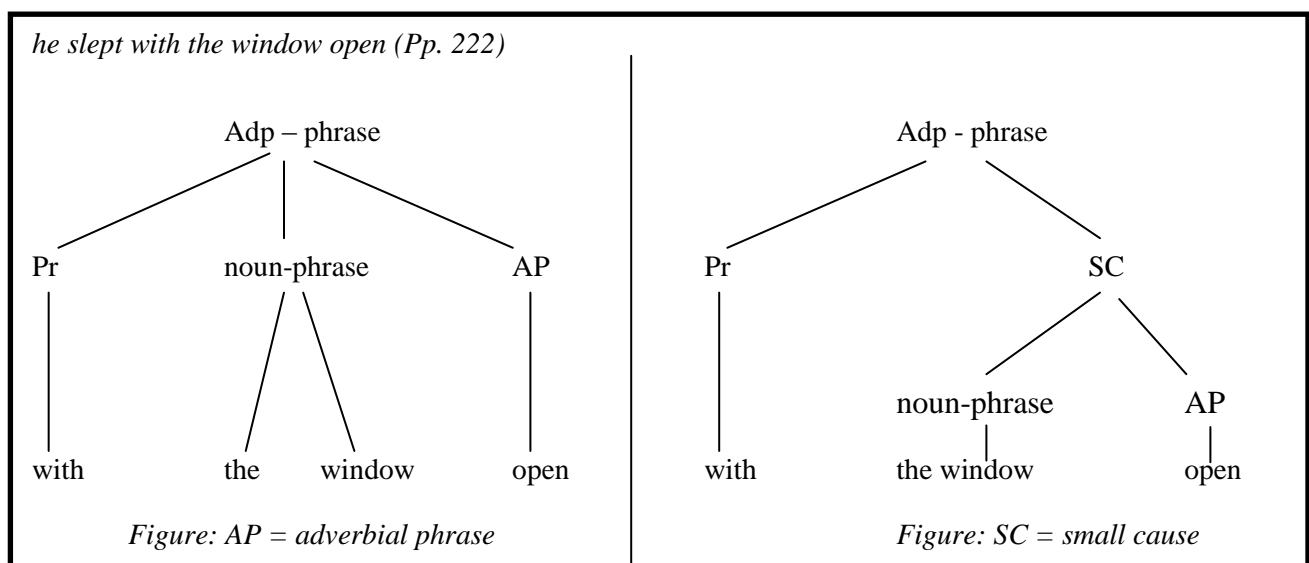 he slept with the window open (Pp. 222)
Adp – phrase
Pr noun-phrase AP
with the window open
Figure: AP = adverbial phrase
Adp - phrase
Pr SC
noun-phrase AP
with the window open
Figure: SC = small cause